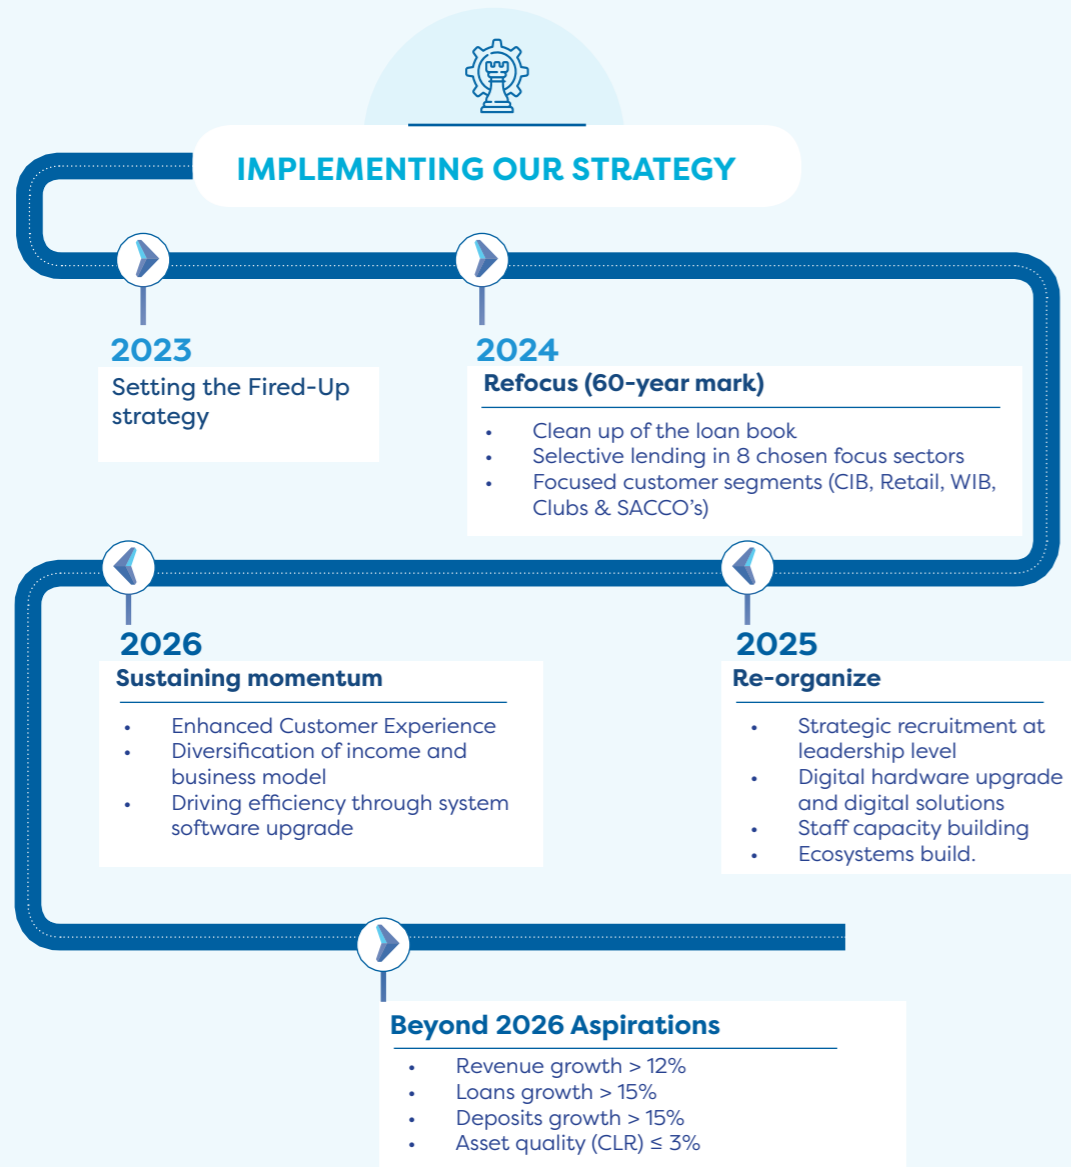 IMPLEMENTING OUR STRATEGY
2023
Setting the Fired-Up
strategy
2024
Refocus (60-year mark)
• Clean up of the loan book
• Selective lending in 8 chosen focus sectors
• Focused customer segments (CIB, Retail, WIB,
Clubs & SACCO’s)
2025
Re-organize
• Strategic recruitment at
leadership level
• Digital hardware upgrade
and digital solutions
• Staff capacity building
• Ecosystems build.
2026
Sustaining momentum
• Enhanced Customer Experience
• Diversification of income and
business model
• Driving efficiency through system
software upgrade
Beyond 2026 Aspirations
• Revenue growth > 12%
• Loans growth > 15%
• Deposits growth > 15%
• Asset quality (CLR) ≤ 3%